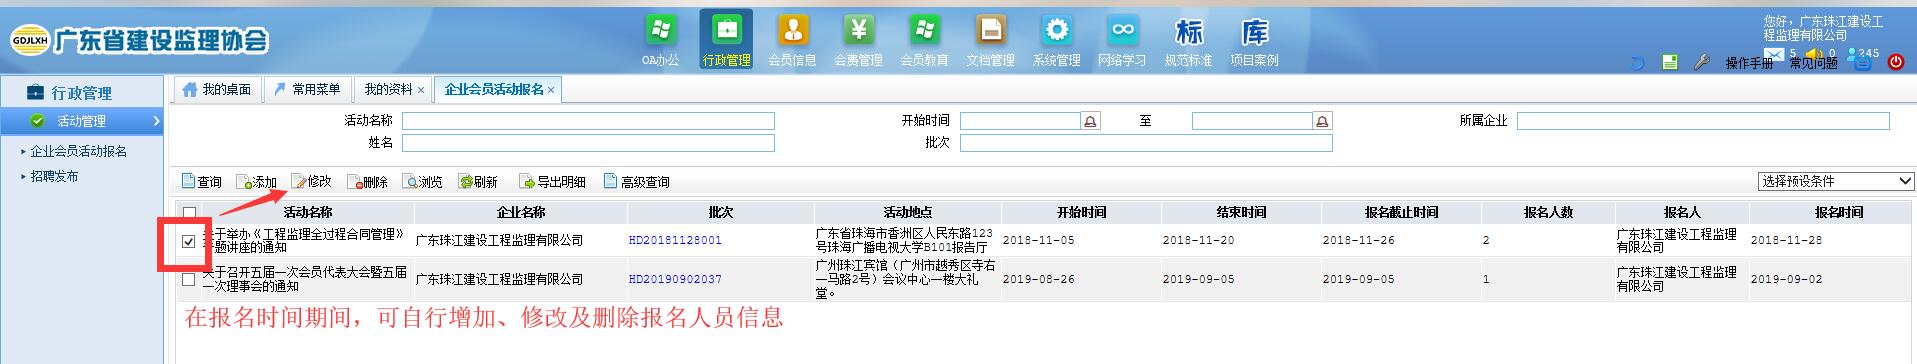 GDJLXH 广东省建设监理协会
OA办公 行政管理 会员信息 会费管理 会员教育 文档管理 系统管理 网络学习 规范标准 项目案例
标 库
您好，广东珠江建设工
程监理有限公司
5 0 245
操作手册 常见问题
行政管理
活动管理
企业会员活动报名
招聘发布
我的桌面 常用菜单 我的资料 × 企业会员活动报名 ×
活动名称 开始时间 至 所属企业
姓名 批次
查询 添加 修改 删除 浏览 刷新 导出明细 高级查询 选择预设条件
活动名称 企业名称 批次 活动地点 开始时间 结束时间 报名截止时间 报名人数 报名人 报名时间
关于举办《工程监理全过程合同管理》
题讲座的通知
广东珠江建设工程监理有限公司
HD20181128001
广东省珠海市香洲区人民东路123
号珠海广播电视大学B101报告厅
2018-11-05 2018-11-20 2018-11-26 2
广东珠江建设工程监理
有限公司
2018-11-28
关于召开五届一次会员代表大会暨五届
一次理事会的通知
广东珠江建设工程监理有限公司
HD20190902037
广州珠江宾馆（广州市越秀区寺右
一马路2号）会议中心一楼大礼
堂。
2019-08-26 2019-09-05 2019-09-05 1
广东珠江建设工程监理
有限公司
2019-09-02
在报名时间期间，可自行增加、修改及删除报名人员信息